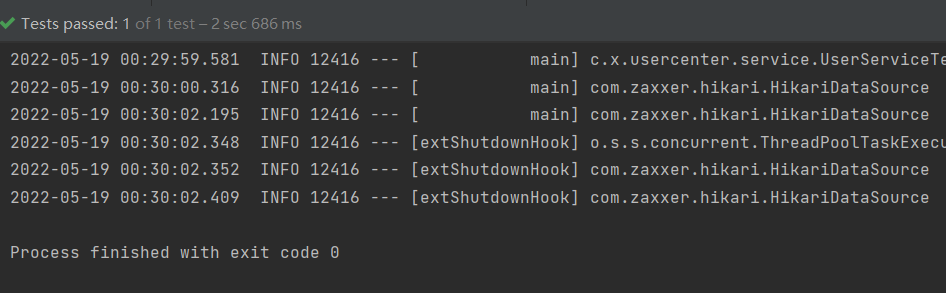 Tests passed: 1 of 1 test – 2 sec 686 ms
2022-05-19 00:29:59.581  INFO 12416 --- [           main] c.x.usercenter.service.UserServiceTe
2022-05-19 00:30:00.316  INFO 12416 --- [           main] com.zaxxer.hikari.HikariDataSource
2022-05-19 00:30:02.195  INFO 12416 --- [           main] com.zaxxer.hikari.HikariDataSource
2022-05-19 00:30:02.348  INFO 12416 --- [extShutdownHook] o.s.s.concurrent.ThreadPoolTaskExecu
2022-05-19 00:30:02.352  INFO 12416 --- [extShutdownHook] com.zaxxer.hikari.HikariDataSource
2022-05-19 00:30:02.409  INFO 12416 --- [extShutdownHook] com.zaxxer.hikari.HikariDataSource
Process finished with exit code 0